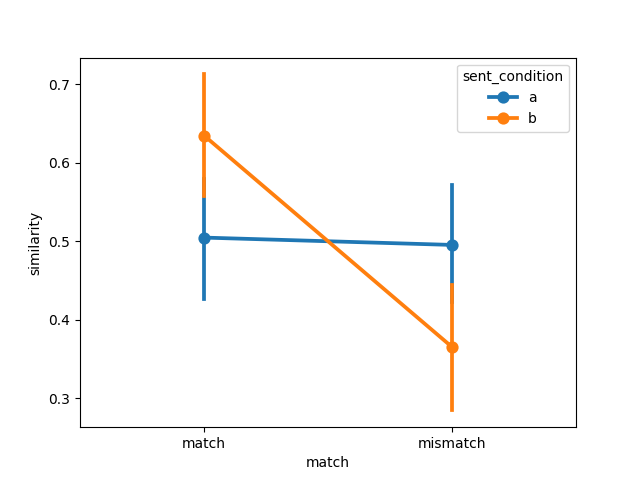 sent_condition
a
b
0.7
0.6
0.5
0.4
0.3
similarity
match
mismatch
match